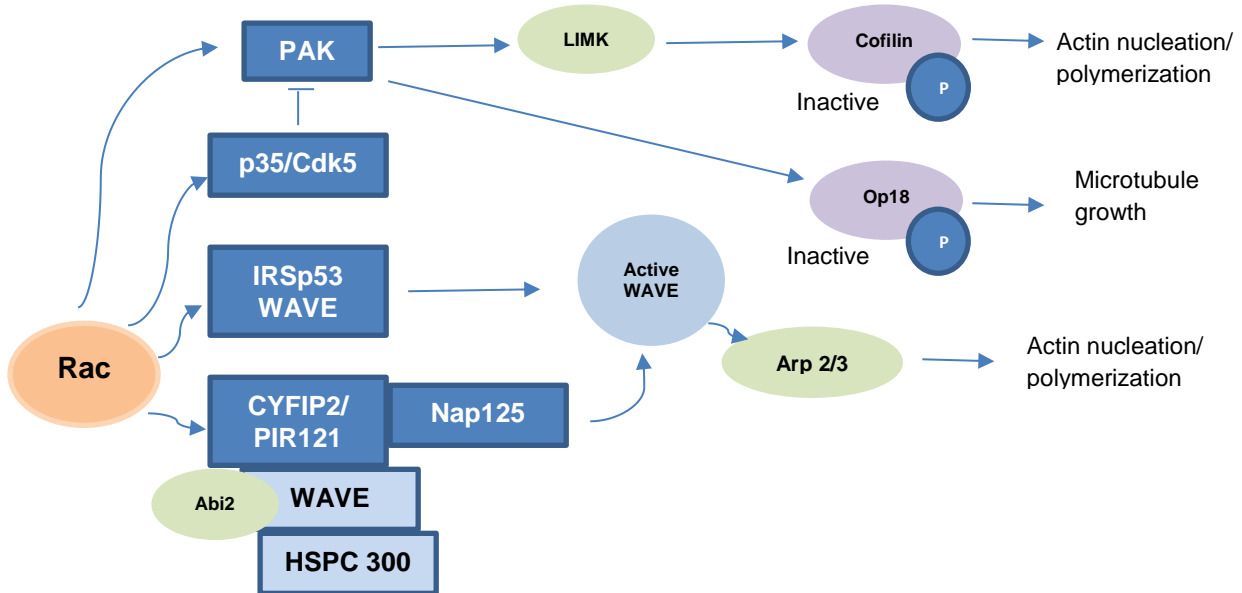 PAK
LIMK
Cofilin
P
Inactive
Actin nucleation/
polymerization
p35/Cdk5
Op18
P
Inactive
Microtubule
growth
IRSp53
WAVE
Active
WAVE
Rac
Arp 2/3
Actin nucleation/
polymerization
CYFIP2/
PIR121
Nap125
Abi2
WAVE
HSPC 300